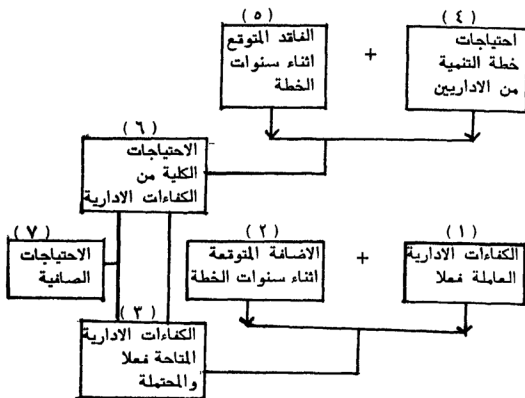 (٤)
احتياجات
خطة التنمية
من الاداريين
+
(٥)
الفاقد المتوقع
اثناء سنوات
الخطة
(٦)
الاحتياجات
الكلية من
الكفاءات الادارية
(١)
الكفاءات الادارية
العاملة فعلا
+
(٢)
الاضافة المتوقعة
اثناء سنوات الخطة
(٧)
الاحتياجات
الصافية
(٣)
الكفاءات الادارية
المتاحة فعلا
والمحتملة